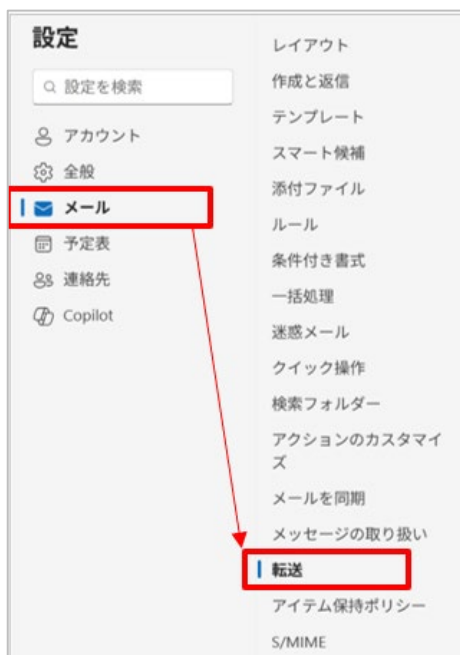 設定
設定を検索
アカウント
全般
メール
予定表
連絡先
Copilot
レイアウト
作成と返信
テンプレート
スマート候補
添付ファイル
ルール
条件付き書式
一括処理
迷惑メール
クイック操作
検索フォルダー
アクションのカスタマイ
ズ
メールを同期
メッセージの取り扱い
転送
アイテム保持ポリシー
S/MIME